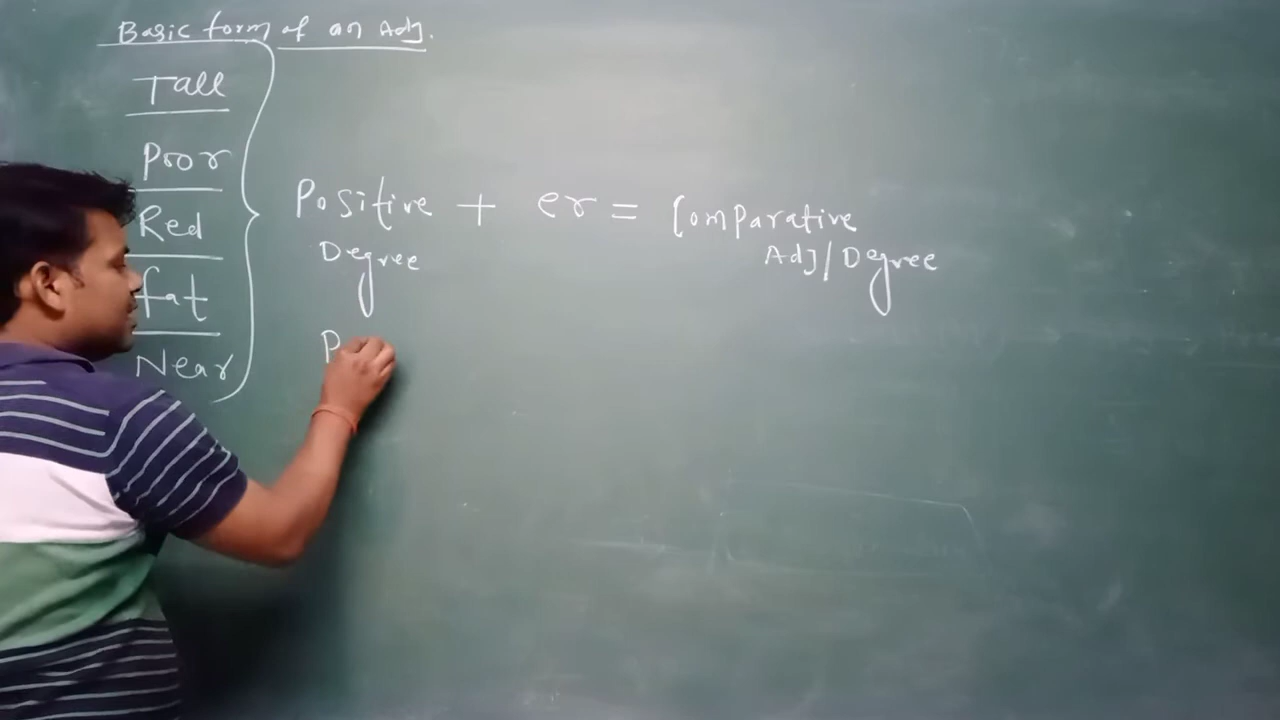 Basic form of an Adj.
Tall
Poor
Red
fat
Near
Positive + er = Comparative
Degree
Adj/Degree
P